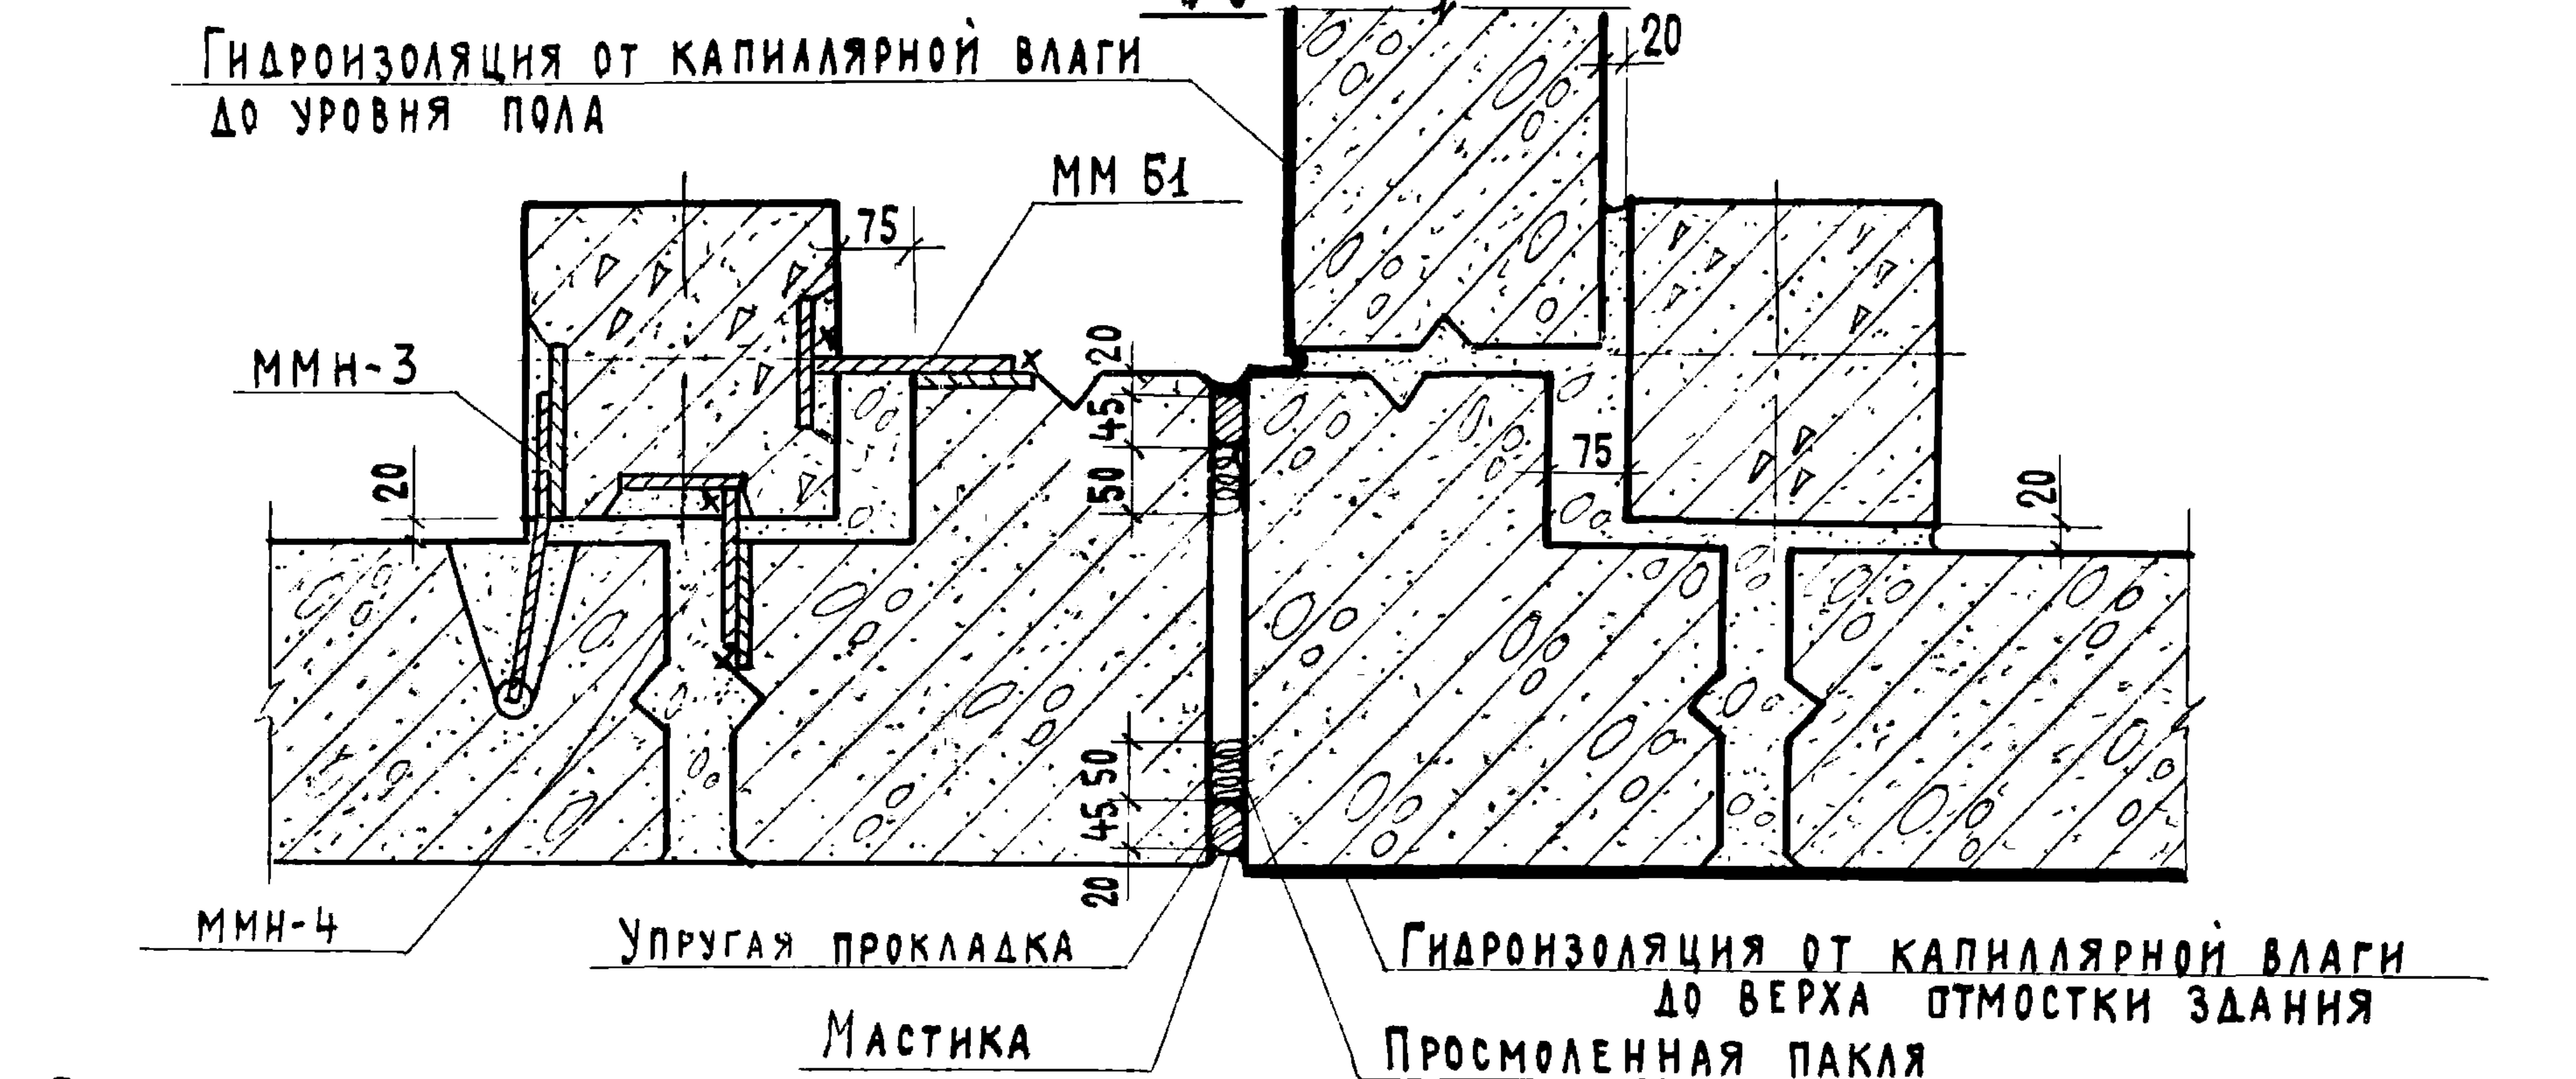 20
Гидроизоляция от капиллярной влаги
до уровня пола
ММ Б1
75
ММН-3
20
20
45
50
75
20
50
45
20
ММН-4
Упругая прокладка
Мастика
Гидроизоляция от капиллярной влаги
до верха отмостки здания
Просмоленная пакля